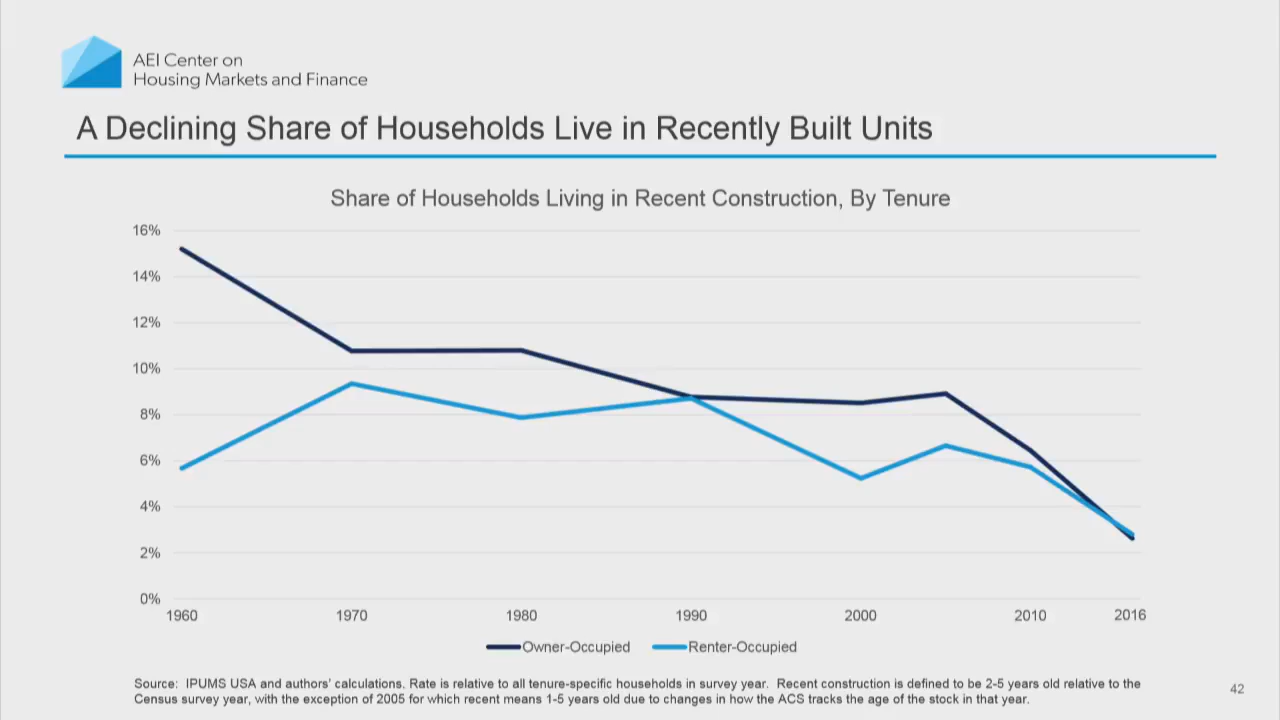 AEI Center on
Housing Markets and Finance
A Declining Share of Households Live in Recently Built Units
Share of Households Living in Recent Construction, By Tenure
16%
14%
12%
10%
8%
6%
4%
2%
0%
1960 1970 1980 1990 2000 2010 2016
Owner-Occupied Renter-Occupied
Source: IPUMS USA and authors' calculations. Rate is relative to all tenure-specific households in survey year. Recent construction is defined to be 2-5 years old relative to the
Census survey year, with the exception of 2005 for which recent means 1-5 years old due to changes in how the ACS tracks the age of the stock in that year.
42